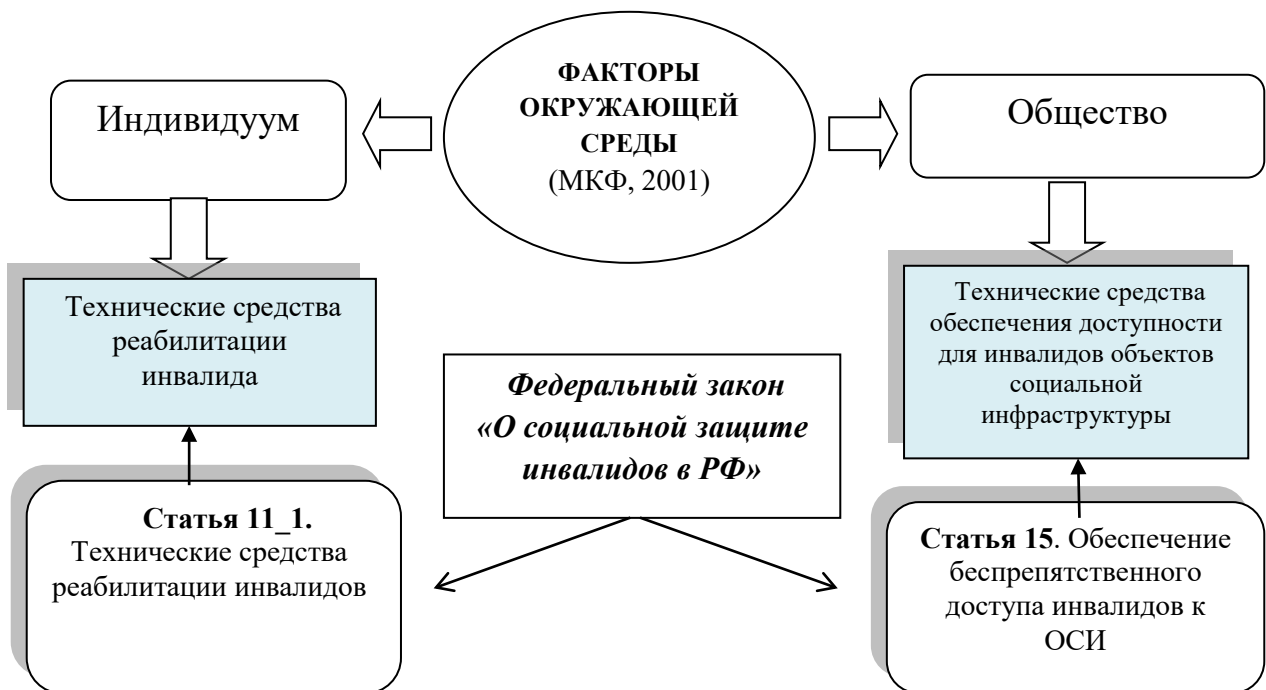 ФАКТОРЫ
ОКРУЖАЮЩЕЙ
СРЕДЫ
(МКФ, 2001)
Индивидуум
Общество
Технические средства
реабилитации
инвалида
Технические средства
обеспечения доступности
для инвалидов объектов
социальной
инфраструктуры
Федеральный закон
«О социальной защите
инвалидов в РФ»
Статья 11_1.
Технические средства
реабилитации инвалидов
Статья 15. Обеспечение
беспрепятственного
доступа инвалидов к
ОСИ